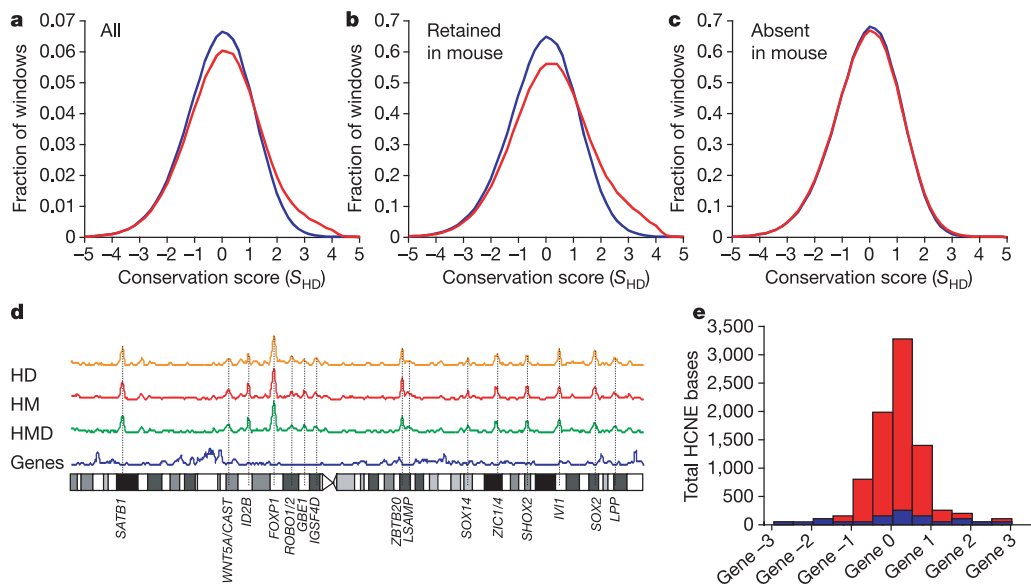 a All
Fraction of windows
0.07
0.06
0.05
0.04
0.03
0.02
0.01
0
–5 –4 –3 –2 –1 0 1 2 3 4 5
Conservation score (SHD)
b Retained in mouse
Fraction of windows
0.7
0.6
0.5
0.4
0.3
0.2
0.1
0
–5 –4 –3 –2 –1 0 1 2 3 4 5
Conservation score (SHD)
c Absent in mouse
Fraction of windows
0.7
0.6
0.5
0.4
0.3
0.2
0.1
0
–5 –4 –3 –2 –1 0 1 2 3 4 5
Conservation score (SHD)
d
HD
HM
HMD
Genes
SATB1
WNT5A/CAST
ID2B
FOXP1
ROBO1/2
GBE1
IGSF4D
ZBTB20
LSAMP
SOX14
ZIC1/4
SHOX2
IVI1
SOX2
LPP
e
Total HCNE bases
3,500
3,000
2,500
2,000
1,500
1,000
500
0
Gene –3
Gene –2
Gene –1
Gene 0
Gene 1
Gene 2
Gene 3